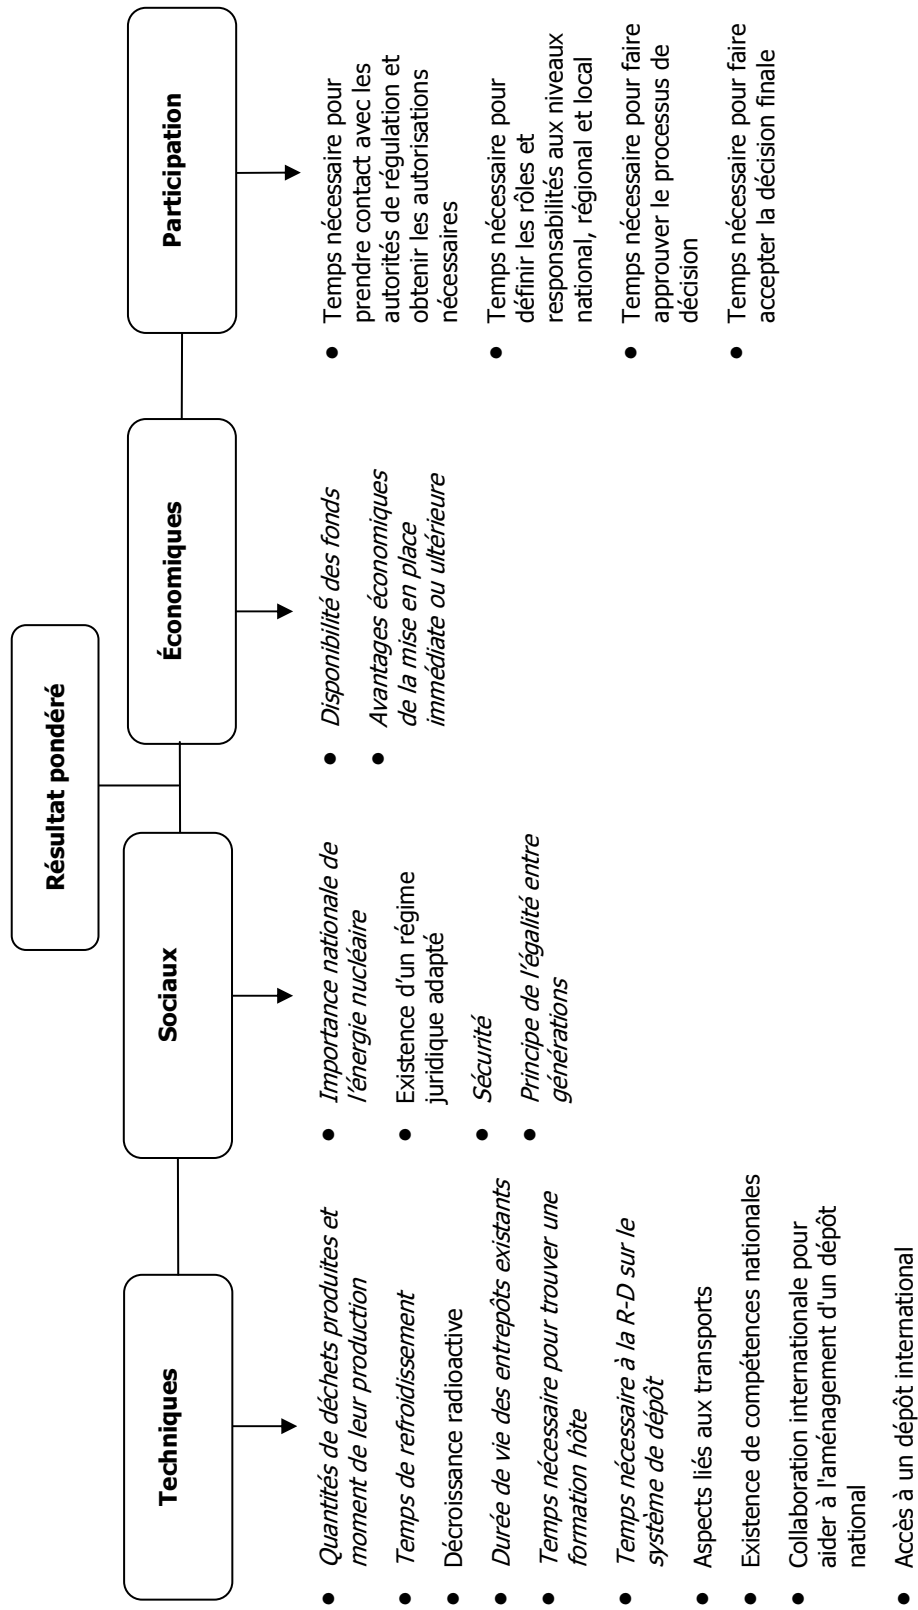 Résultat pondéré
Techniques
Sociaux
Économiques
Participation
● Quantités de déchets produites et
moment de leur production
● Temps de refroidissement
● Décroissance radioactive
● Durée de vie des entrepôts existants
● Temps nécessaire pour trouver une
formation hôte
● Temps nécessaire à la R-D sur le
système de dépôt
● Aspects liés aux transports
● Existence de compétences nationales
● Collaboration internationale pour
aider à l'aménagement d'un dépôt
national
● Accès à un dépôt international
● Importance nationale de
l'énergie nucléaire
● Existence d'un régime
juridique adapté
● Sécurité
● Principe de l'égalité entre
générations
● Disponibilité des fonds
● Avantages économiques
de la mise en place
immédiate ou ultérieure
● Temps nécessaire pour
prendre contact avec les
autorités de régulation et
obtenir les autorisations
nécessaires
● Temps nécessaire pour
définir les rôles et
responsabilités aux niveaux
national, régional et local
● Temps nécessaire pour faire
approuver le processus de
décision
● Temps nécessaire pour faire
accepter la décision finale